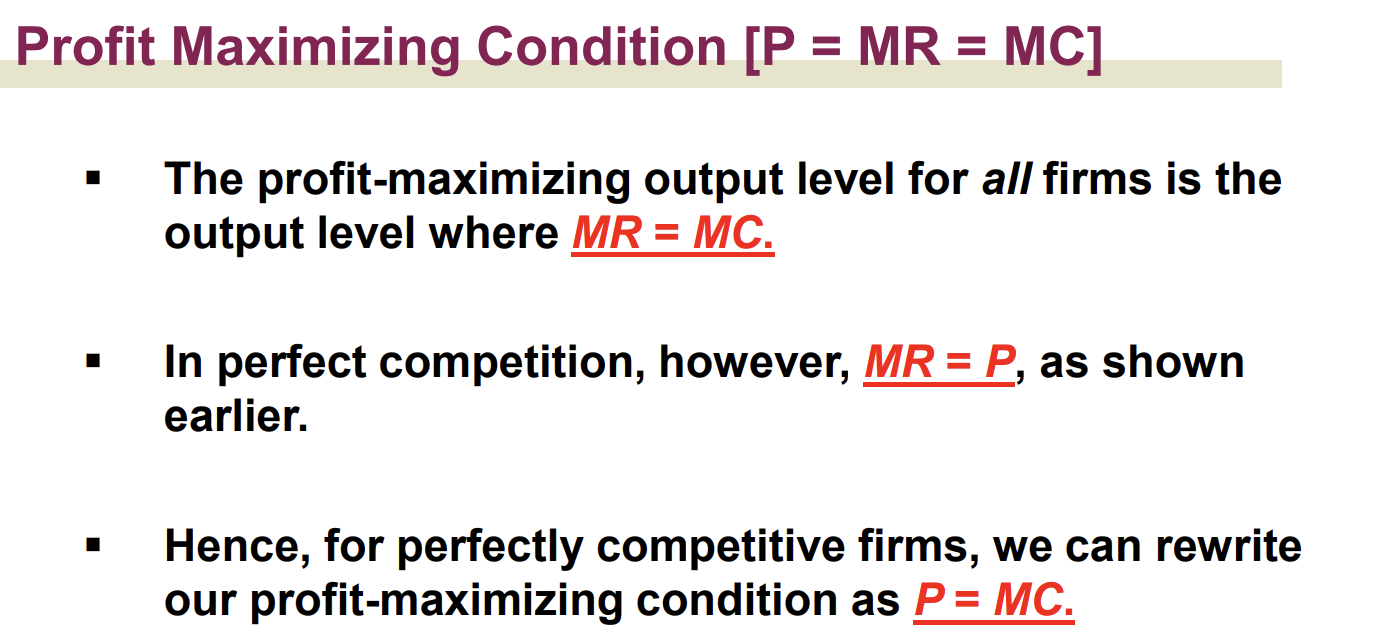 Profit Maximizing Condition [P = MR = MC]
▪ The profit-maximizing output level for all firms is the
output level where MR = MC.
▪ In perfect competition, however, MR = P, as shown
earlier.
▪ Hence, for perfectly competitive firms, we can rewrite
our profit-maximizing condition as P = MC.